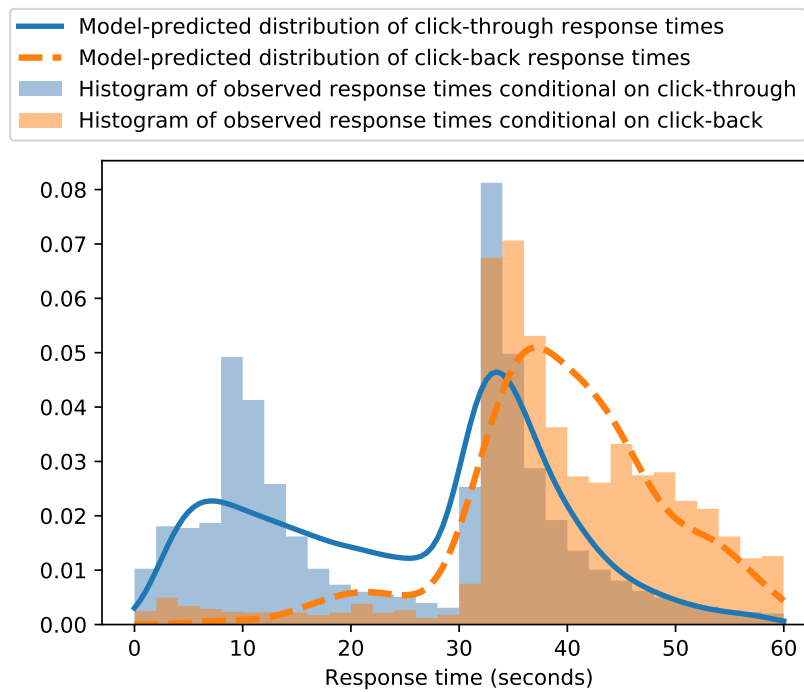 Model-predicted distribution of click-through response times
Model-predicted distribution of click-back response times
Histogram of observed response times conditional on click-through
Histogram of observed response times conditional on click-back
0.08
0.07
0.06
0.05
0.04
0.03
0.02
0.01
0.00
0 10 20 30 40 50 60
Response time (seconds)